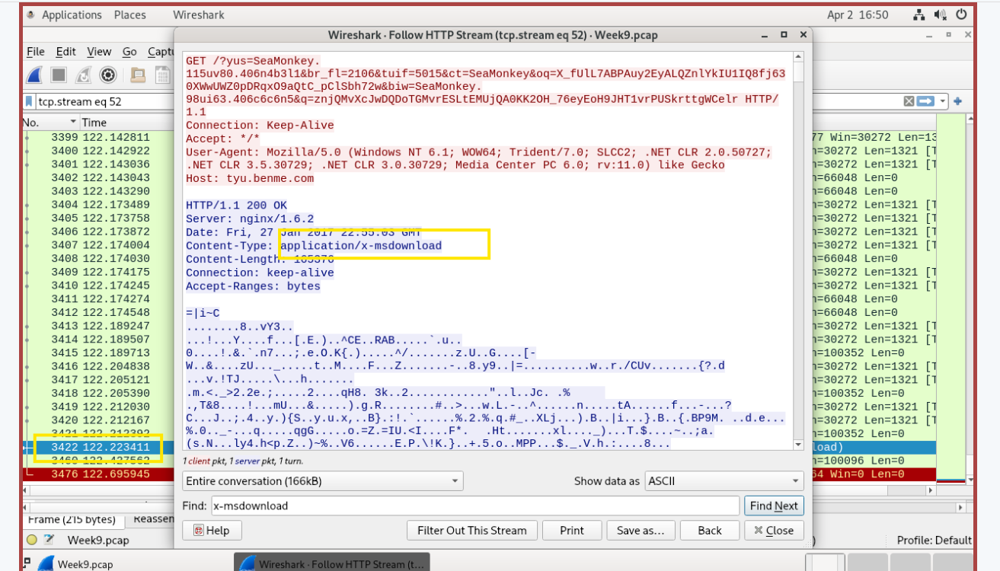 Applications Places Wireshark Apr 2 16:50
Wireshark · Follow HTTP Stream (tcp.stream eq 52) · Week9.pcap
File Edit View Go Captu
tcp.stream eq 52
No. Time
3399 122.142811 77 Win=30272 Len=13
3400 122.142922 n=30272 Len=1321 [T
3401 122.143036 n=30272 Len=1321 [T
3402 122.143043 n=66048 Len=0
3403 122.143290 n=66048 Len=0
3404 122.173489 n=30272 Len=1321 [T
3405 122.173758 n=30272 Len=1321 [T
3406 122.173872 n=30272 Len=1321 [T
3407 122.174004 n=30272 Len=1321 [T
3408 122.174030 n=66048 Len=0
3409 122.174175 n=30272 Len=1321 [T
3410 122.174245 n=30272 Len=1321 [T
3411 122.174274 n=66048 Len=0
3412 122.174548 n=66048 Len=0
3413 122.189247 n=30272 Len=1321 [T
3414 122.189507 n=30272 Len=1321 [T
3415 122.189713 n=100352 Len=0
3416 122.204838 n=30272 Len=1321 [T
3417 122.205121 n=30272 Len=1321 [T
3418 122.205390 n=100352 Len=0
3419 122.212030 n=30272 Len=1321 [T
3420 122.212167 n=30272 Len=1321 [T
3421 122.212392 n=100352 Len=0
3422 122.223411 load)
3460 122.427562 n=100096 Len=0
3476 122.695945 64 Win=0 Len=0
GET /?yus=SeaMonkey.
115uv80.406n4b3l1&br_fl=2106&tuif=5015&ct=SeaMonkey&oq=X_fUlL7ABPAuy2EyALQZnlYkIU1IQ8fj63
0XWwUWZ0pDRqxO9aQtC_pClSbh72w&biw=SeaMonkey.
98ui63.406c6c6n5&q=znjQMvXcJwDQDoTGMvrESLtEMUjQA0KK2OH_76eyEoH9JHT1vrPUSkrttgWCelr HTTP/
1.1
Connection: Keep-Alive
Accept: */*
User-Agent: Mozilla/5.0 (Windows NT 6.1; WOW64; Trident/7.0; SLCC2; .NET CLR 2.0.50727;
.NET CLR 3.5.30729; .NET CLR 3.0.30729; Media Center PC 6.0; rv:11.0) like Gecko
Host: tyu.benme.com
HTTP/1.1 200 OK
Server: nginx/1.6.2
Date: Fri, 27 Jan 2017 22:55:03 GMT
Content-Type: application/x-msdownload
Content-Length: 165376
Connection: keep-alive
Accept-Ranges: bytes
=|i~C
........8..vY3..
...!...Y....f...[.E.)..^CE..RAB.....`.u..
0....!.&.`.n7...;.e.O.K{.).....^/.......z.U..G....[-
W..&....zU..._.....t..M....F...Z.......-..8.y9..|=..........w..r./CUv.......{?.d
...v.!TJ.....\...h.......
.m.<._>2.2e.;.....2....qH8. 3k..2............"..l..Jc. .%
.,T&8....!...mU...&.....).g.R........#..>...w.L.-..^......n.....tA......f...-...?
C...J..;.4..y.){S..y.u.x,..B}.:!.`......%.2.%.q.#_..XLj...).B..|i...}.B..{.BP9M. ..d.e...
%.0.._-...q.....qgG.....o.=Z.=IU.<I....F*. .Ht.......xl...._)...T.$....~..;a.
(s.N...ly4.h<p.Z..)~%..V6......E.P.\!K.}..+.5.o..MPP...$._.V.h.:....8...
1 client pkt, 1 server pkt, 1 turn.
Entire conversation (166kB) Show data as ASCII
Find: x-msdownload Find Next
Help Filter Out This Stream Print Save as… Back Close
Frame (215 bytes) Reassen
Week9.pcap Profile: Default
Week9.pcap Wireshark · Follow HTTP Stream (t…